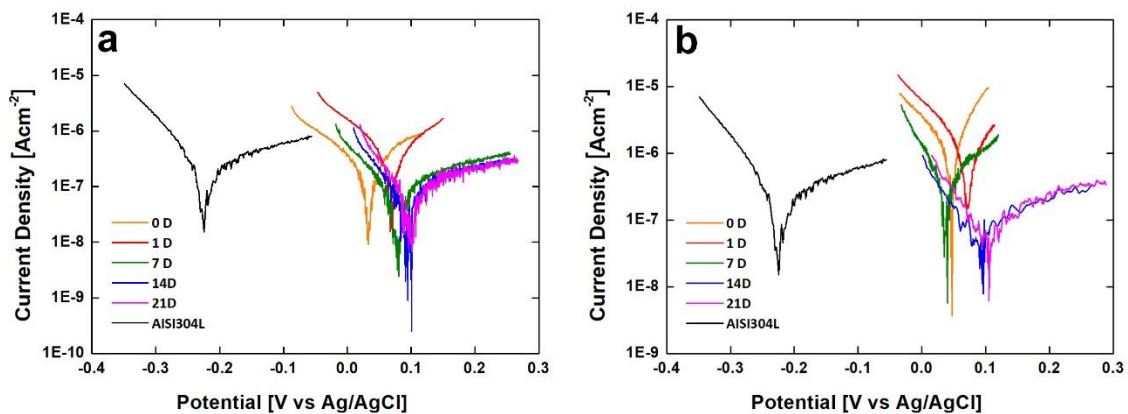 a
1E-4
1E-5
1E-6
1E-7
1E-8
1E-9
1E-10
Current Density [Acm-2]
0 D
1 D
7 D
14D
21D
AISI304L
-0.4 -0.3 -0.2 -0.1 0.0 0.1 0.2 0.3
Potential [V vs Ag/AgCl]
b
1E-4
1E-5
1E-6
1E-7
1E-8
1E-9
Current Density [Acm-2]
0 D
1 D
7 D
14D
21D
AISI304L
-0.4 -0.3 -0.2 -0.1 0.0 0.1 0.2 0.3
Potential [V vs Ag/AgCl]